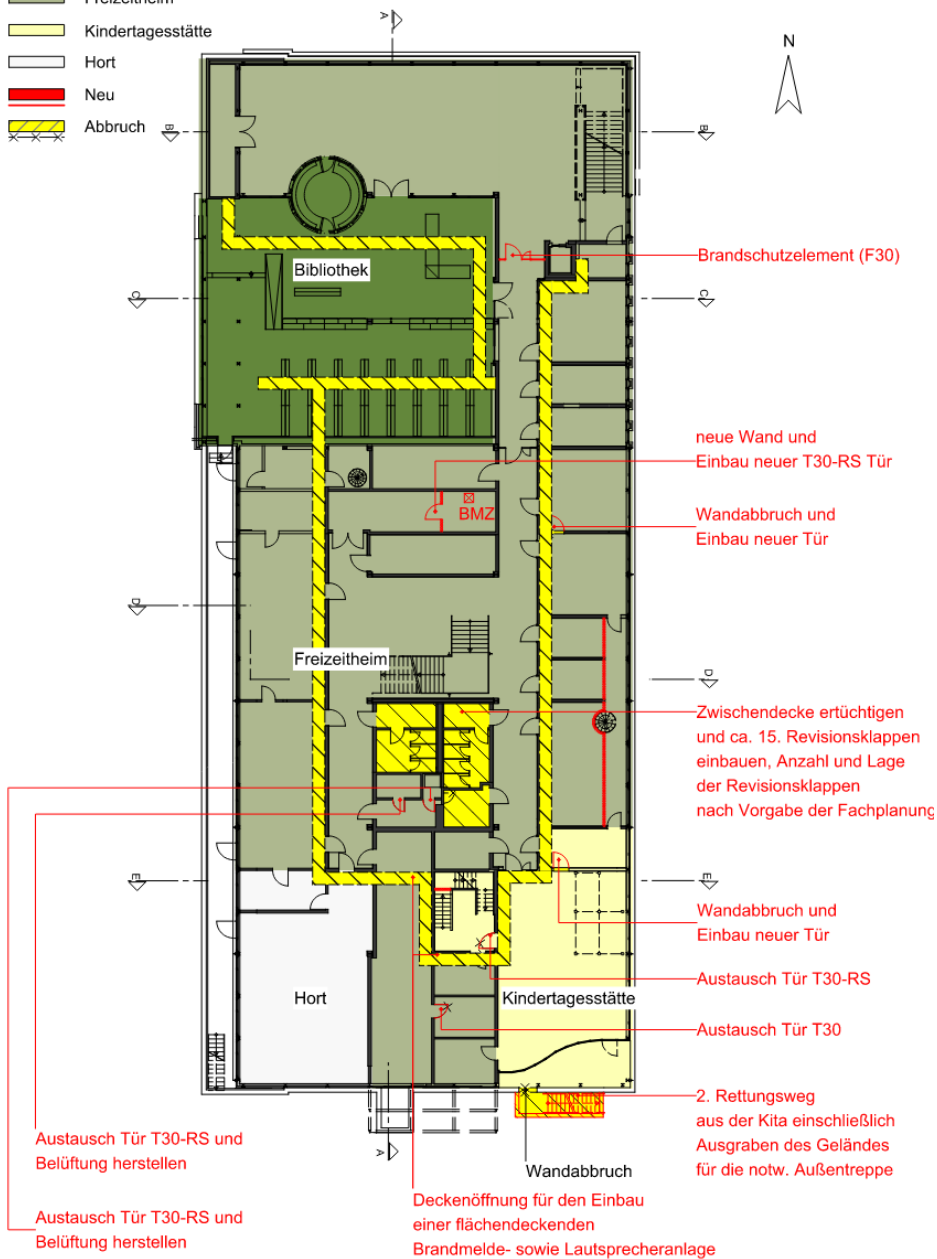 Freizeitheim
Kindertagesstätte
Hort
Neu
Abbruch
A
N
B
B
Brandschutzelement (F30)
Bibliothek
C
C
neue Wand und
Einbau neuer T30-RS Tür
BMZ
Wandabbruch und
Einbau neuer Tür
D
Freizeitheim
D
Zwischendecke ertüchtigen
und ca. 15. Revisionsklappen
einbauen, Anzahl und Lage
der Revisionsklappen
nach Vorgabe der Fachplanung
E
E
Wandabbruch und
Einbau neuer Tür
Austausch Tür T30-RS
Hort
Kindertagesstätte
Austausch Tür T30
2. Rettungsweg
aus der Kita einschließlich
Ausgraben des Geländes
für die notw. Außentreppe
Austausch Tür T30-RS und
Belüftung herstellen
A
Wandabbruch
Deckenöffnung für den Einbau
einer flächendeckenden
Brandmelde- sowie Lautsprecheranlage
Austausch Tür T30-RS und
Belüftung herstellen